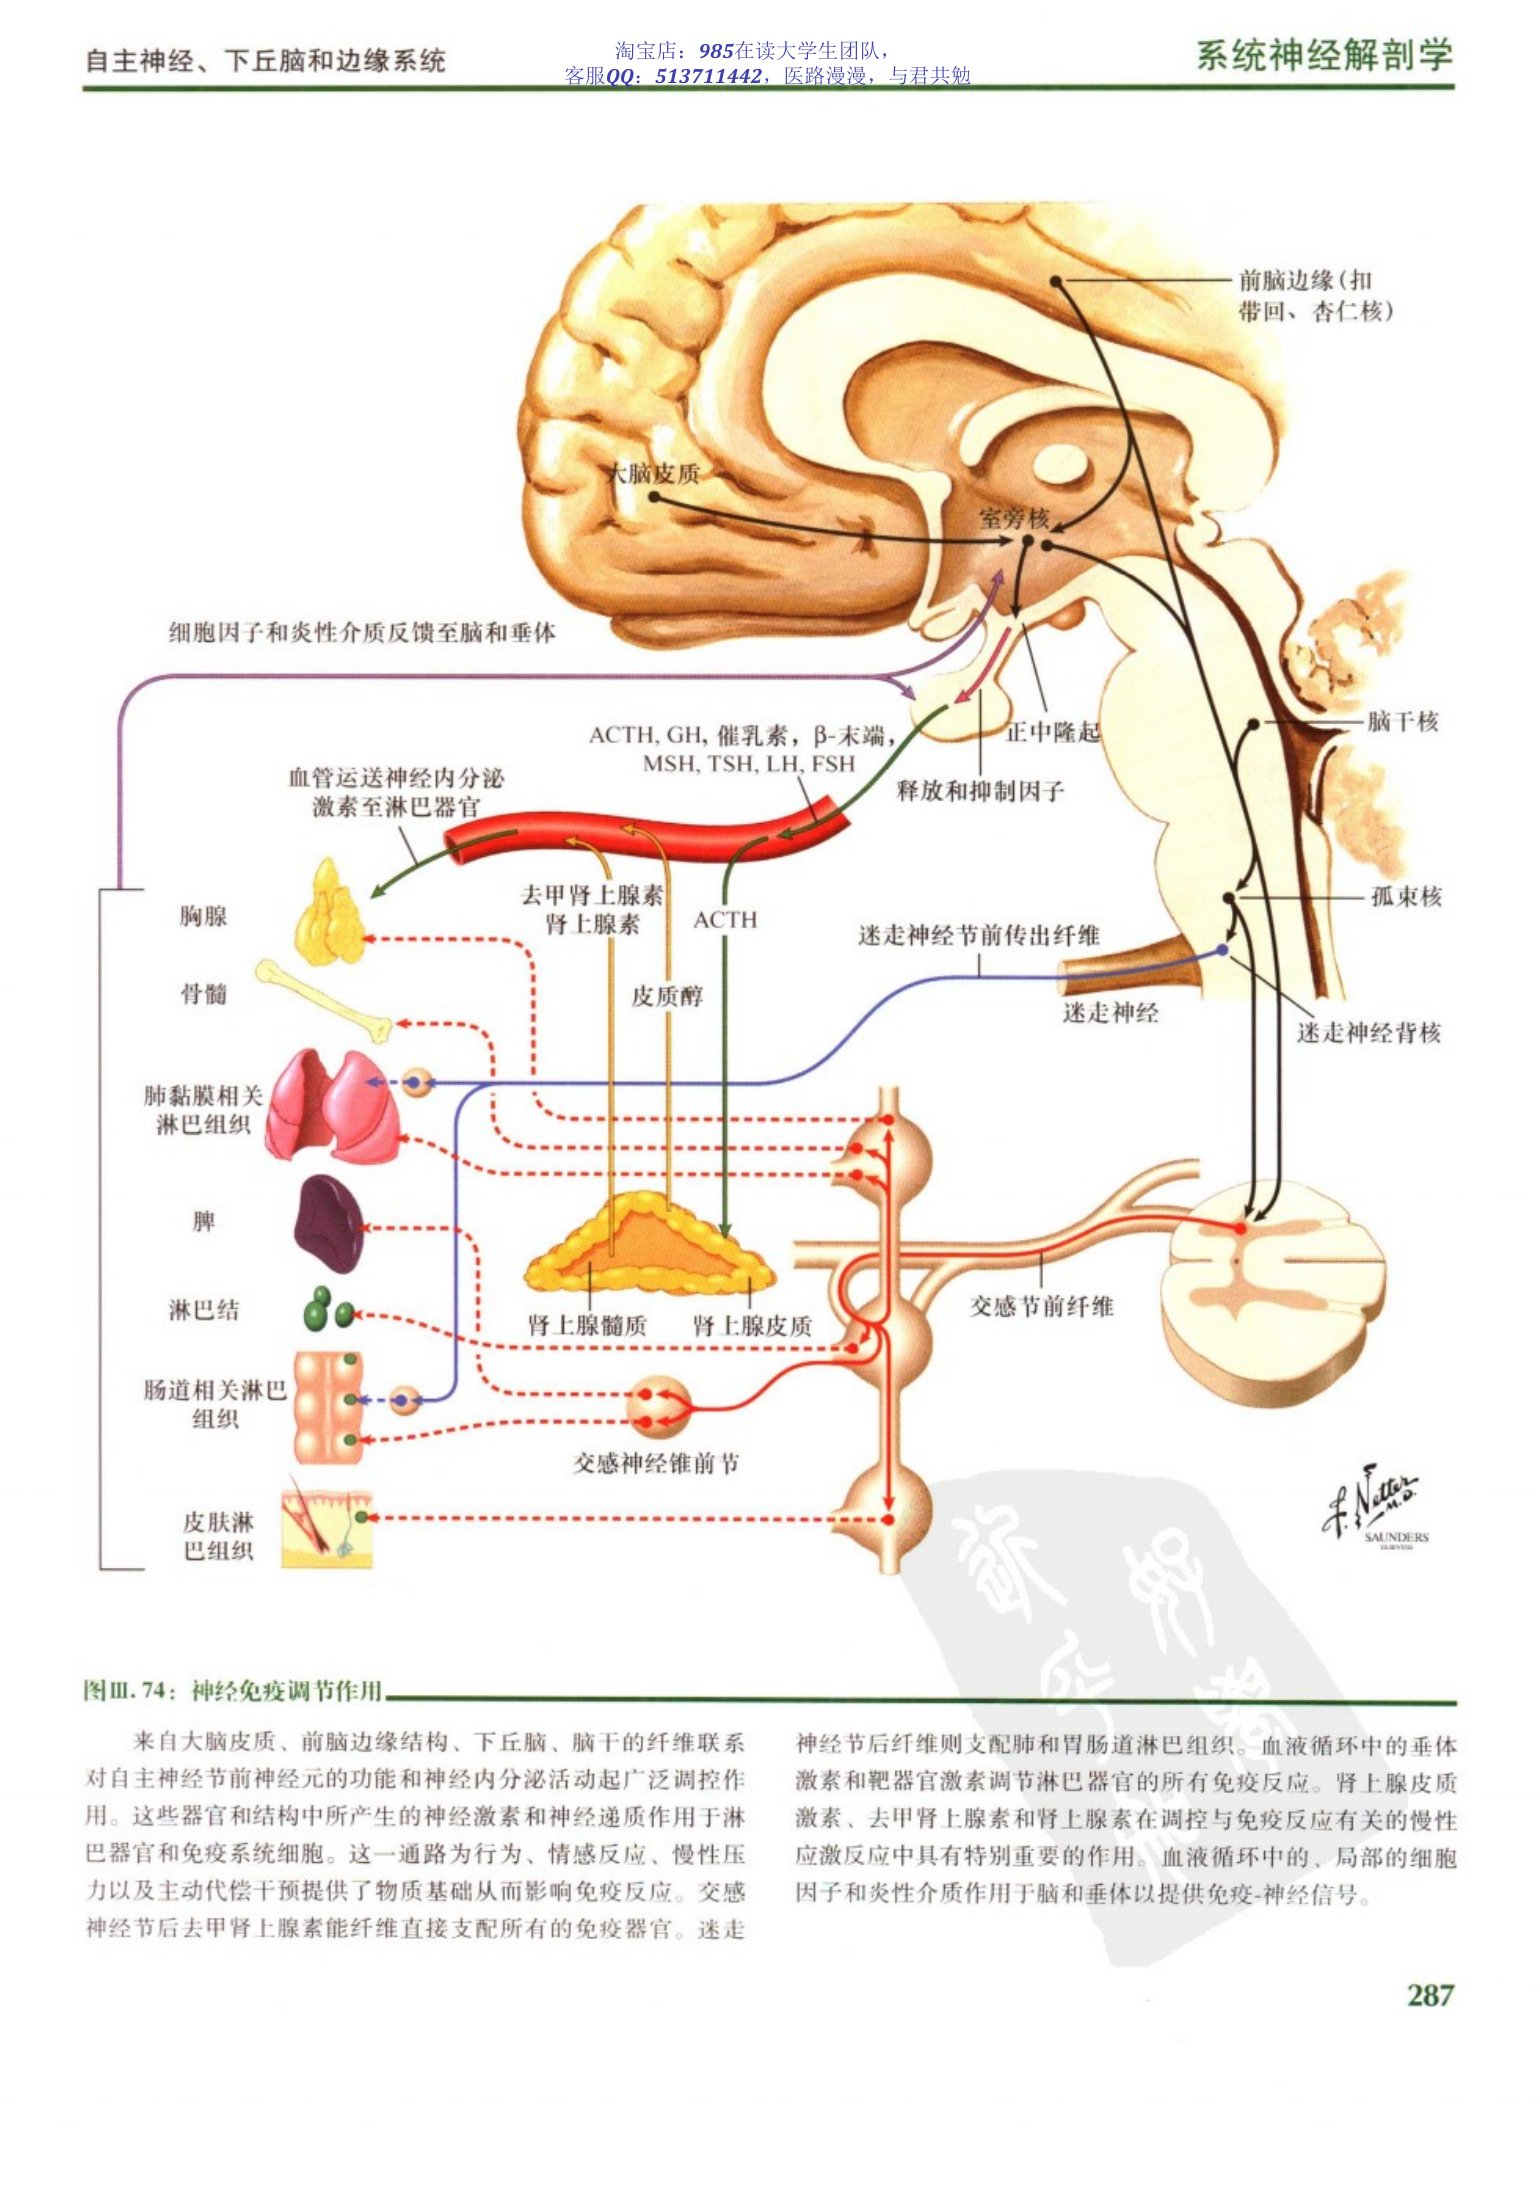 自主神经、下丘脑和边缘系统
淘宝店：985在读大学生团队，
客服QQ：513711442，医路漫漫，与君共勉
系统神经解剖学
前脑边缘（扣
带回、杏仁核）
大脑皮质
室旁核
细胞因子和炎性介质反馈至脑和垂体
ACTH, GH, 催乳素，β-末端，
MSH, TSH, LH, FSH
正中隆起
脑干核
血管运送神经内分泌
激素至淋巴器官
释放和抑制因子
去甲肾上腺素
肾上腺素
ACTH
孤束核
胸腺
迷走神经节前传出纤维
骨髓
皮质醇
迷走神经
迷走神经背核
肺黏膜相关
淋巴组织
脾
淋巴结
肾上腺髓质
肾上腺皮质
交感节前纤维
肠道相关淋巴
组织
交感神经锥前节
皮肤淋
巴组织
F. Netter
M.D.
SAUNDERS
图Ⅲ.74：神经免疫调节作用
来自大脑皮质、前脑边缘结构、下丘脑、脑干的纤维联系
对自主神经节前神经元的功能和神经内分泌活动起广泛调控作
用。这些器官和结构中所产生的神经激素和神经递质作用于淋
巴器官和免疫系统细胞。这一通路为行为、情感反应、慢性压
力以及主动代偿干预提供了物质基础从而影响免疫反应。交感
神经节后去甲肾上腺素能纤维直接支配所有的免疫器官。迷走
神经节后纤维则支配肺和胃肠道淋巴组织。血液循环中的垂体
激素和靶器官激素调节淋巴器官的所有免疫反应。肾上腺皮质
激素、去甲肾上腺素和肾上腺素在调控与免疫反应有关的慢性
应激反应中具有特别重要的作用。血液循环中的、局部的细胞
因子和炎性介质作用于脑和垂体以提供免疫-神经信号。
287